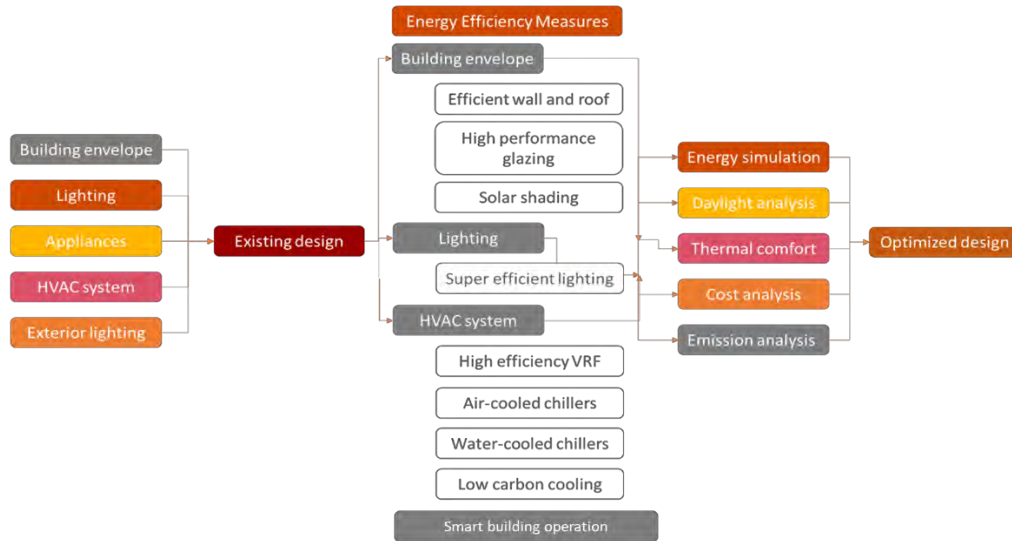 Energy Efficiency Measures
Building envelope
Efficient wall and roof
High performance
glazing
Solar shading
Lighting
Super efficient lighting
HVAC system
High efficiency VRF
Air-cooled chillers
Water-cooled chillers
Low carbon cooling
Smart building operation
Building envelope
Lighting
Appliances
HVAC system
Exterior lighting
Existing design
Energy simulation
Daylight analysis
Thermal comfort
Cost analysis
Emission analysis
Optimized design